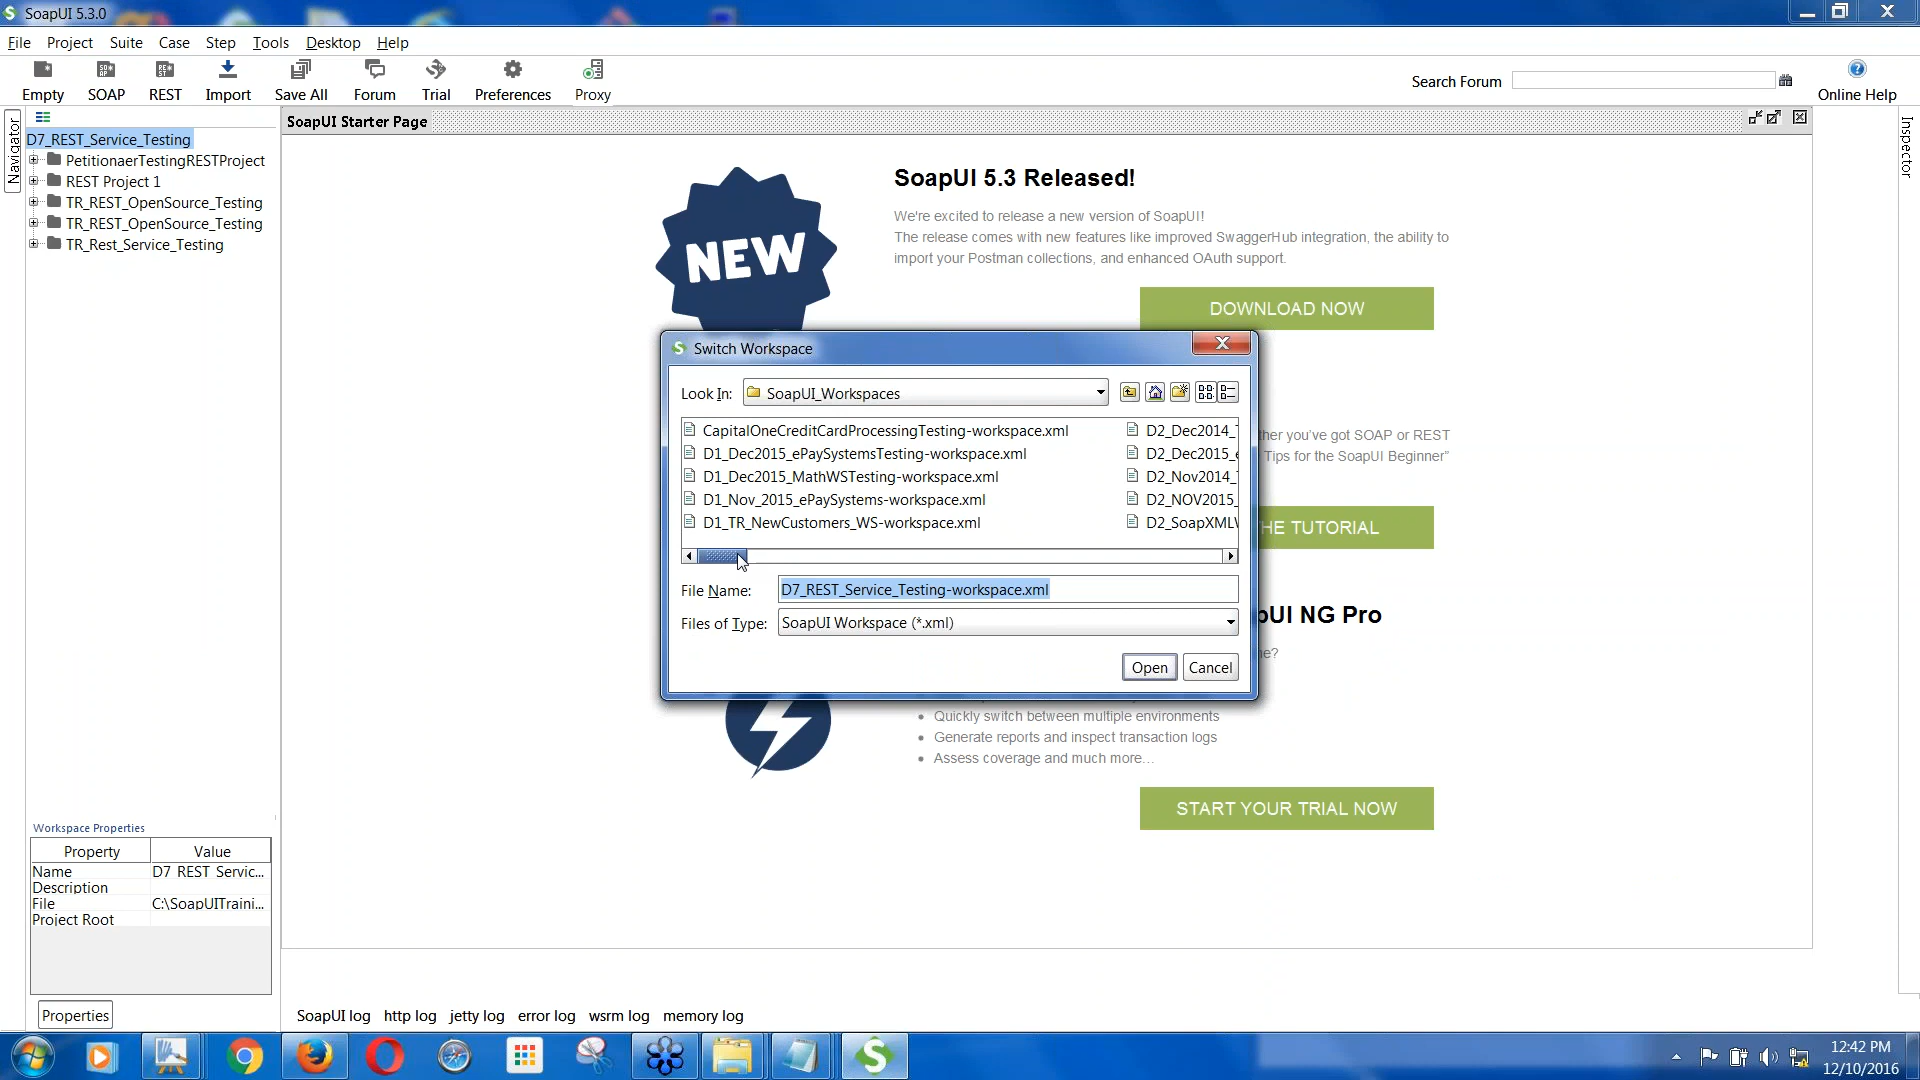 SoapUI 5.3.0
File Project Suite Case Step Tools Desktop Help
Empty SOAP REST Import Save All Forum Trial Preferences Proxy
Search Forum
Online Help
Navigator
Inspector
D7_REST_Service_Testing
PetitionaerTestingRESTProject
REST Project 1
TR_REST_OpenSource_Testing
TR_REST_OpenSource_Testing
TR_Rest_Service_Testing
SoapUI Starter Page
NEW
SoapUI 5.3 Released!
We're excited to release a new version of SoapUI!
The release comes with new features like improved SwaggerHub integration, the ability to
import your Postman collections, and enhanced OAuth support.
DOWNLOAD NOW
Switch Workspace
Look In: SoapUI_Workspaces
CapitalOneCreditCardProcessingTesting-workspace.xml
D1_Dec2015_ePaySystemsTesting-workspace.xml
D1_Dec2015_MathWSTesting-workspace.xml
D1_Nov_2015_ePaySystems-workspace.xml
D1_TR_NewCustomers_WS-workspace.xml
D2_Dec2014_
D2_Dec2015_
D2_Nov2014_
D2_NOV2015_
D2_SoapXML
File Name: D7_REST_Service_Testing-workspace.xml
Files of Type: SoapUI Workspace (*.xml)
Open Cancel
ther you've got SOAP or REST
Tips for the SoapUI Beginner"
HE TUTORIAL
pUI NG Pro
ne?
Quickly switch between multiple environments
Generate reports and inspect transaction logs
Assess coverage and much more...
START YOUR TRIAL NOW
Workspace Properties
Property Value
Name D7 REST Servic...
Description
File C:\SoapUITraini...
Project Root
Properties
SoapUI log http log jetty log error log wsrm log memory log
12:42 PM
12/10/2016